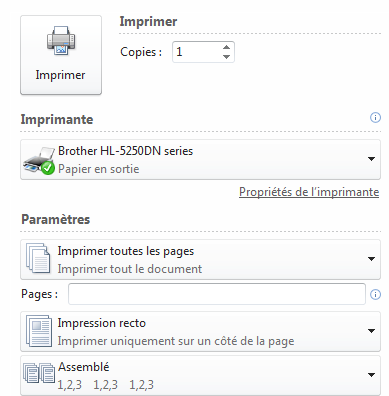 Imprimer
Imprimer
Copies : 1
Imprimante
Brother HL-5250DN series
Papier en sortie
Propriétés de l'imprimante
Paramètres
Imprimer toutes les pages
Imprimer tout le document
Pages :
Impression recto
Imprimer uniquement sur un côté de la page
Assemblé
1,2,3 1,2,3 1,2,3